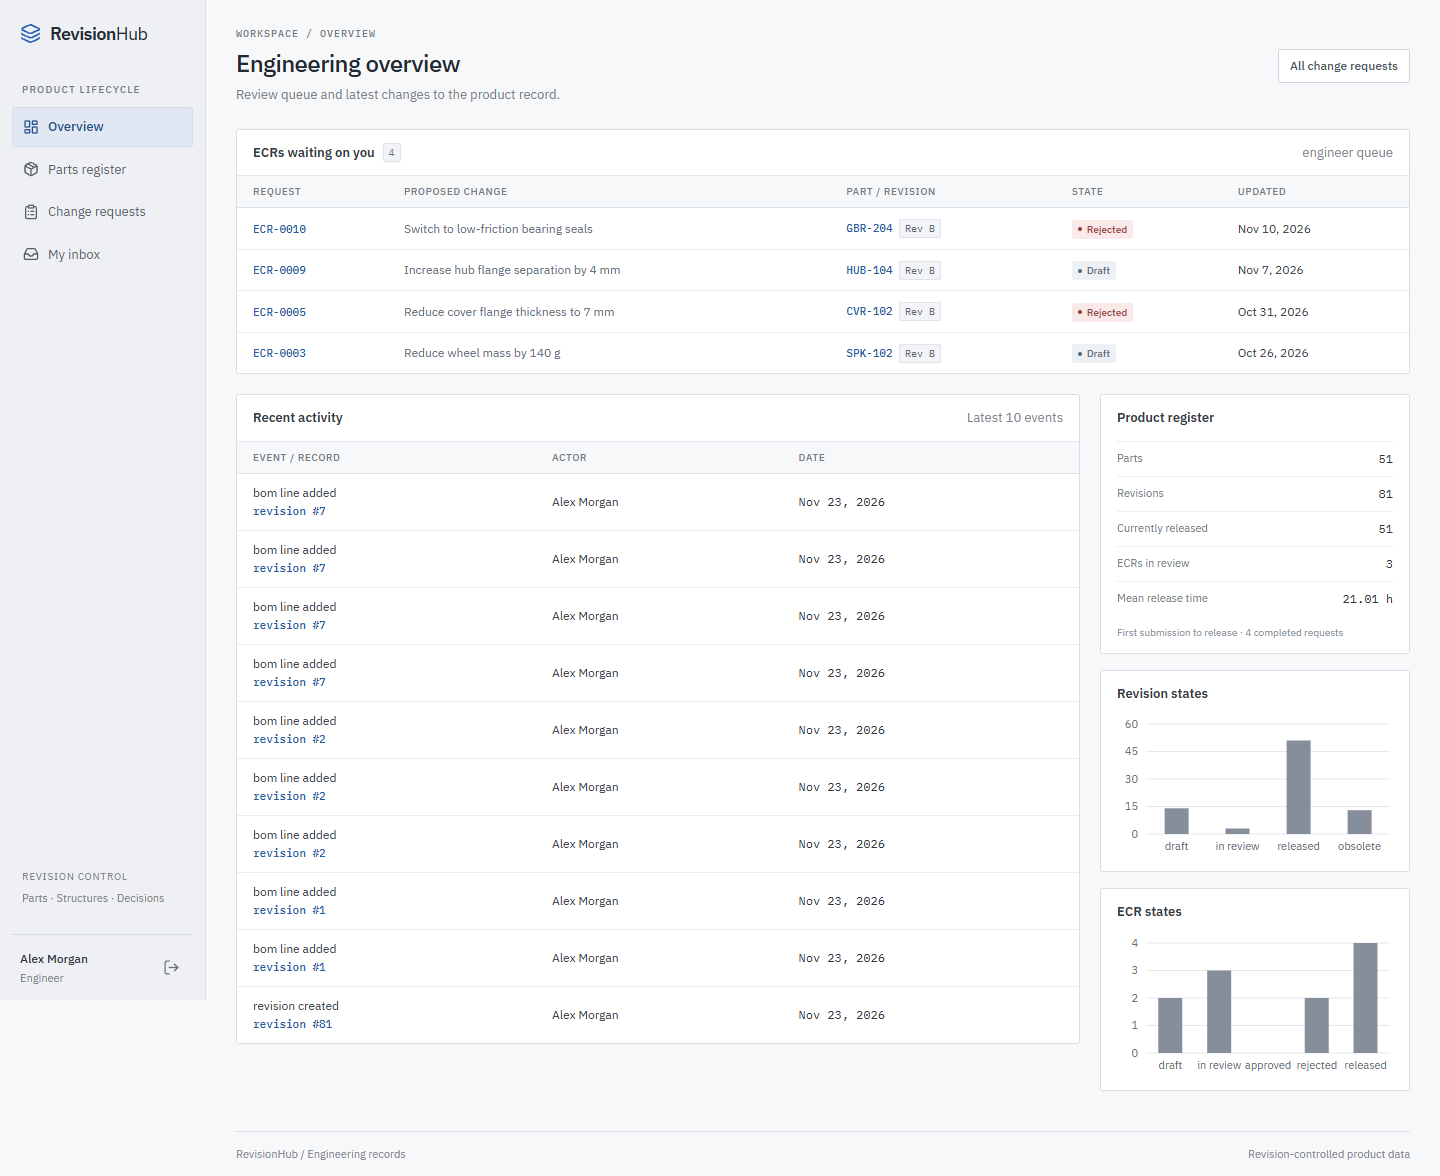 RevisionHub
PRODUCT LIFECYCLE
Overview
Parts register
Change requests
My inbox
REVISION CONTROL
Parts · Structures · Decisions
Alex Morgan
Engineer
WORKSPACE / OVERVIEW
Engineering overview
Review queue and latest changes to the product record.
All change requests
ECRs waiting on you 4
engineer queue
REQUEST PROPOSED CHANGE PART / REVISION STATE UPDATED
ECR-0010 Switch to low-friction bearing seals GBR-204 Rev B Rejected Nov 10, 2026
ECR-0009 Increase hub flange separation by 4 mm HUB-104 Rev B Draft Nov 7, 2026
ECR-0005 Reduce cover flange thickness to 7 mm CVR-102 Rev B Rejected Oct 31, 2026
ECR-0003 Reduce wheel mass by 140 g SPK-102 Rev B Draft Oct 26, 2026
Recent activity
Latest 10 events
EVENT / RECORD ACTOR DATE
bom line added
revision #7 Alex Morgan Nov 23, 2026
bom line added
revision #7 Alex Morgan Nov 23, 2026
bom line added
revision #7 Alex Morgan Nov 23, 2026
bom line added
revision #7 Alex Morgan Nov 23, 2026
bom line added
revision #2 Alex Morgan Nov 23, 2026
bom line added
revision #2 Alex Morgan Nov 23, 2026
bom line added
revision #2 Alex Morgan Nov 23, 2026
bom line added
revision #1 Alex Morgan Nov 23, 2026
bom line added
revision #1 Alex Morgan Nov 23, 2026
revision created
revision #81 Alex Morgan Nov 23, 2026
Product register
Parts 51
Revisions 81
Currently released 51
ECRs in review 3
Mean release time 21.01 h
First submission to release · 4 completed requests
Revision states
60
45
30
15
0
draft in review released obsolete
ECR states
4
3
2
1
0
draft in review approved rejected released
RevisionHub / Engineering records
Revision-controlled product data